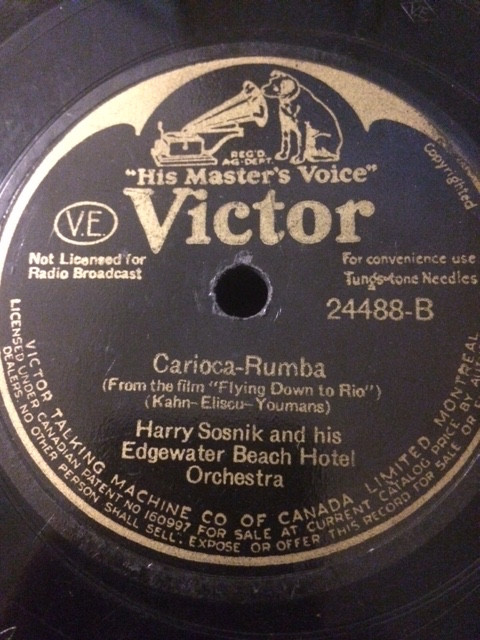 REG'D.
AG-DEPT.
"His Master's Voice"
Victor
V.E.
Copyrighted
Not Licensed for
Radio Broadcast
For convenience use
Tungs-tone Needles
24488-B
Carioca-Rumba
(From the film "Flying Down to Rio")
(Kahn-Eliscu-Youmans)
Harry Sosnik and his
Edgewater Beach Hotel
Orchestra
VICTOR TALKING MACHINE CO OF CANADA, LIMITED, MONTREAL
LICENSED UNDER CANADIAN PATENT NO 160997 FOR SALE AT CURRENT CATALOG PRICE BY
DEALERS. NO OTHER PERSON SHALL SELL, EXPOSE OR OFFER THIS RECORD FOR SALE OR